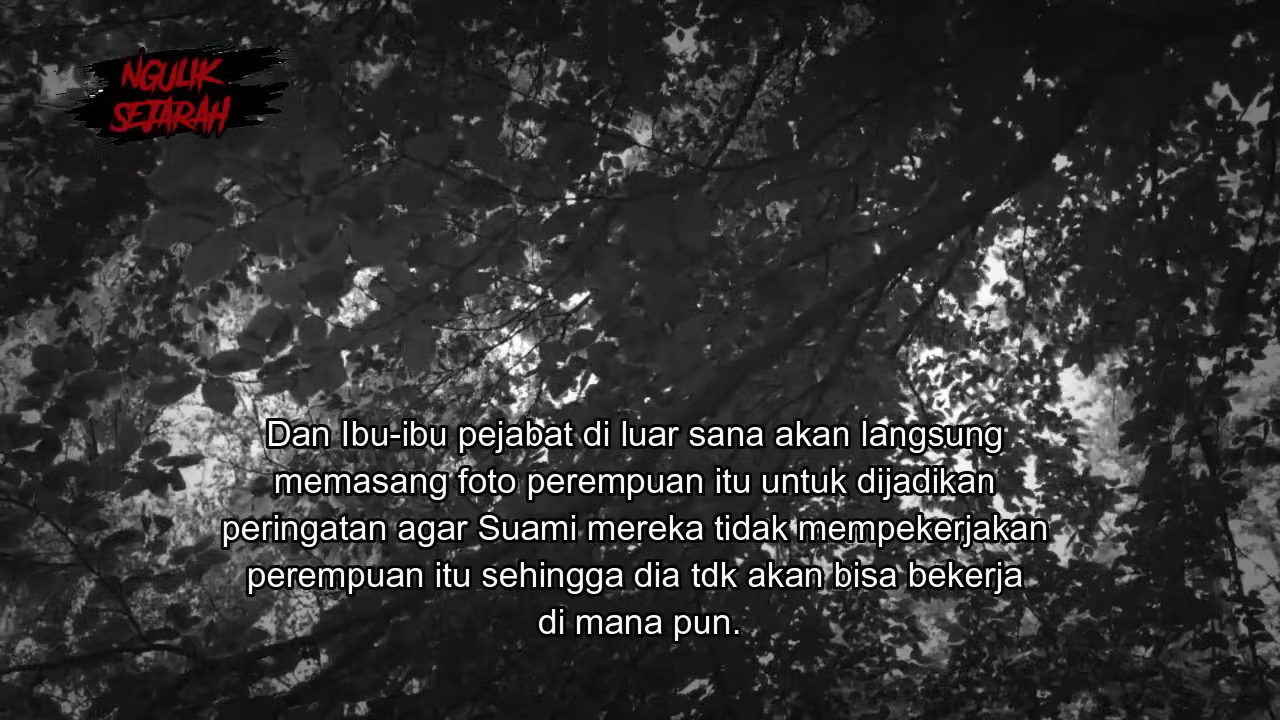 NGULIK
SEJARAH
Dan Ibu-ibu pejabat di luar sana akan langsung
memasang foto perempuan itu untuk dijadikan
peringatan agar Suami mereka tidak mempekerjakan
perempuan itu sehingga dia tdk akan bisa bekerja
di mana pun.